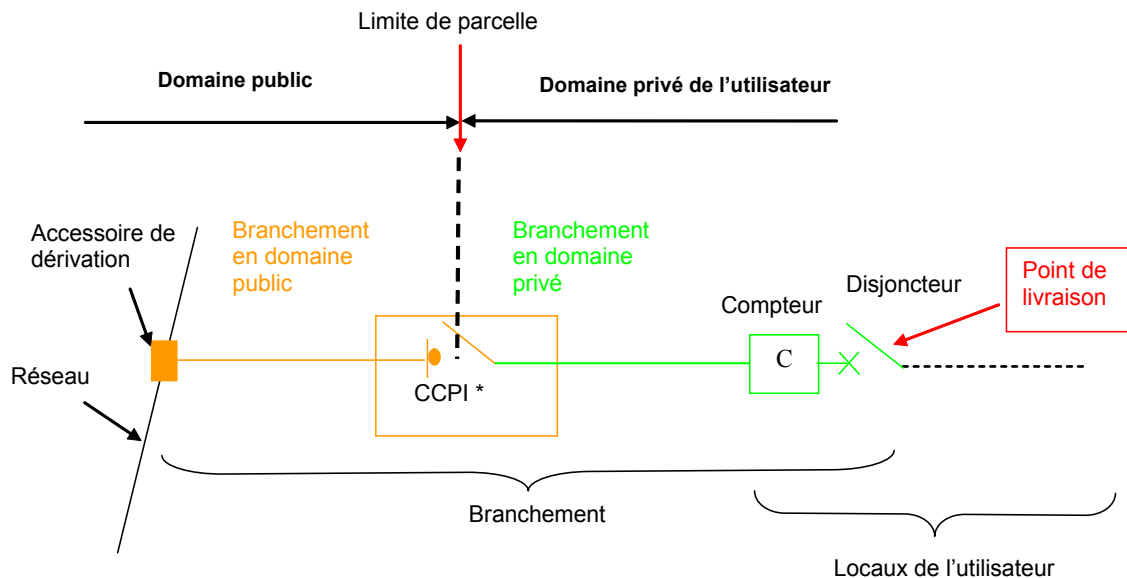 Limite de parcelle
Domaine public
Domaine privé de l’utilisateur
Accessoire de
dérivation
Branchement
en domaine
public
Branchement
en domaine
privé
Compteur
Disjoncteur
Point de
livraison
Réseau
CCPI *
C
Branchement
Locaux de l’utilisateur